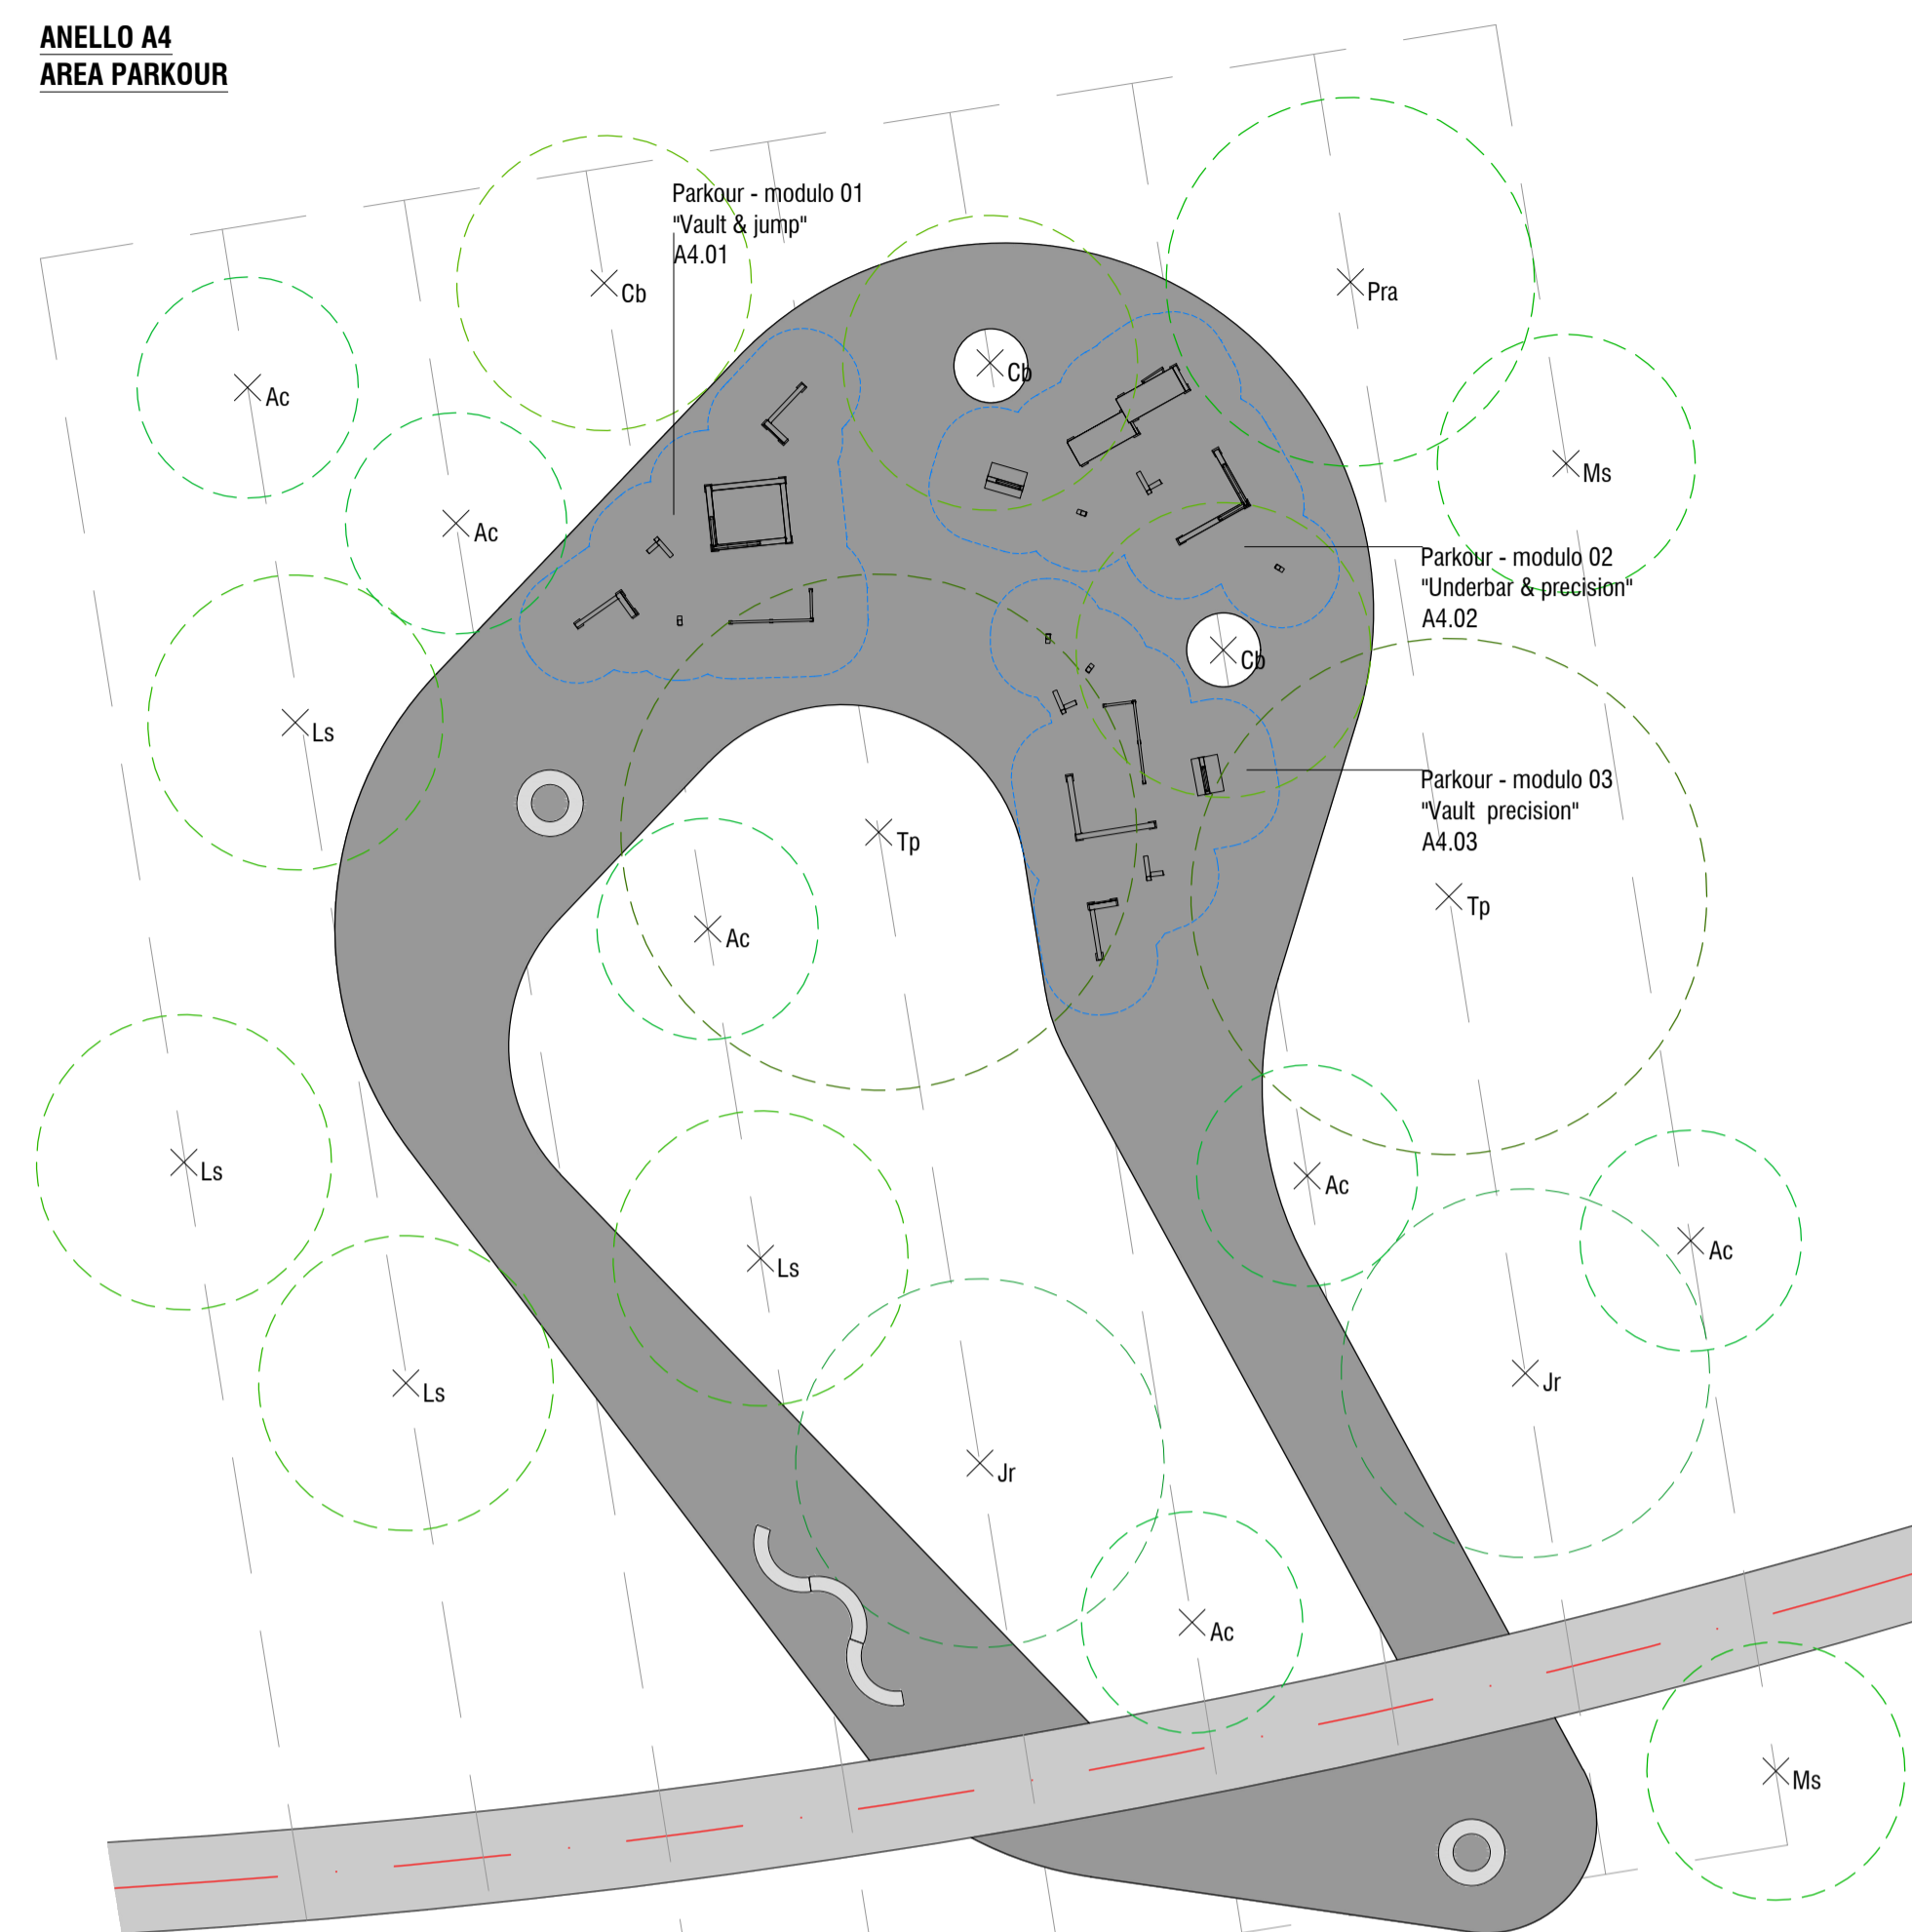 ANELLO A4
AREA PARKOUR
Parkour - modulo 01
"Vault & jump"
A4.01
Cb
Pra
Cb
Ac
Ms
Ac
Parkour - modulo 02
"Underbar & precision"
A4.02
Cb
Ls
Parkour - modulo 03
"Vault  precision"
A4.03
Tp
Tp
Ac
Ls
Ac
Ac
Ls
Ls
Jr
Jr
Ac
Ms